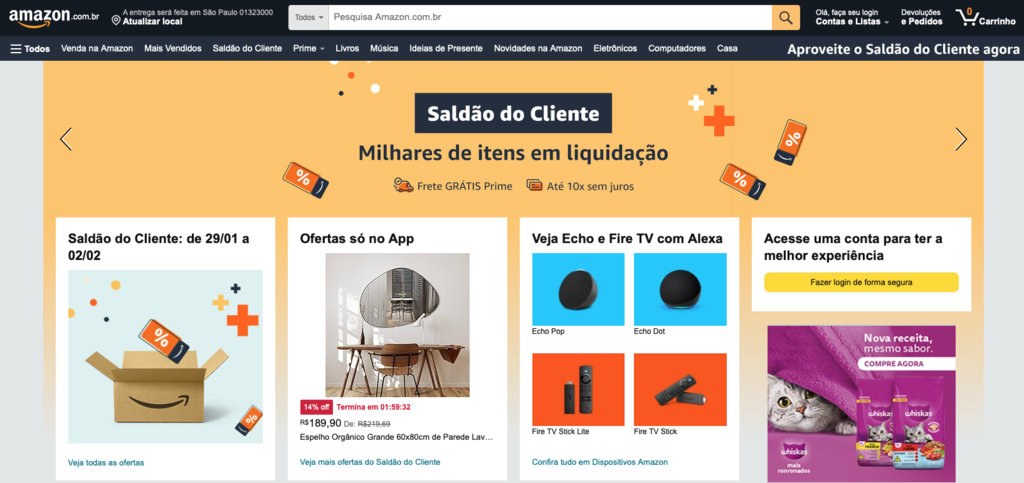 amazon.com.br
A entrega será feita em São Paulo 01323000
Atualizar local
Todos
Pesquisa Amazon.com.br
Olá, faça seu login
Contas e Listas
Devoluções
e Pedidos
0
Carrinho
Todos
Venda na Amazon
Mais Vendidos
Saldão do Cliente
Prime
Livros
Música
Ideias de Presente
Novidades na Amazon
Eletrônicos
Computadores
Casa
Aproveite o Saldão do Cliente agora
Saldão do Cliente
Milhares de itens em liquidação
Frete GRÁTIS Prime
Até 10x sem juros
%
%
%
Saldão do Cliente: de 29/01 a
02/02
%
%
Veja todas as ofertas
Ofertas só no App
14% off
Termina em 01:59:32
R$189,90 De: R$219,69
Espelho Orgânico Grande 60x80cm de Parede Lav...
Veja mais ofertas do Saldão do Cliente
Veja Echo e Fire TV com Alexa
Echo Pop
Echo Dot
Fire TV Stick Lite
Fire TV Stick
Confira tudo em Dispositivos Amazon
Acesse uma conta para ter a
melhor experiência
Fazer login de forma segura
Nova receita,
mesmo sabor.
COMPRE AGORA
whiskas
whiskas
whiskas
mais
ronronados